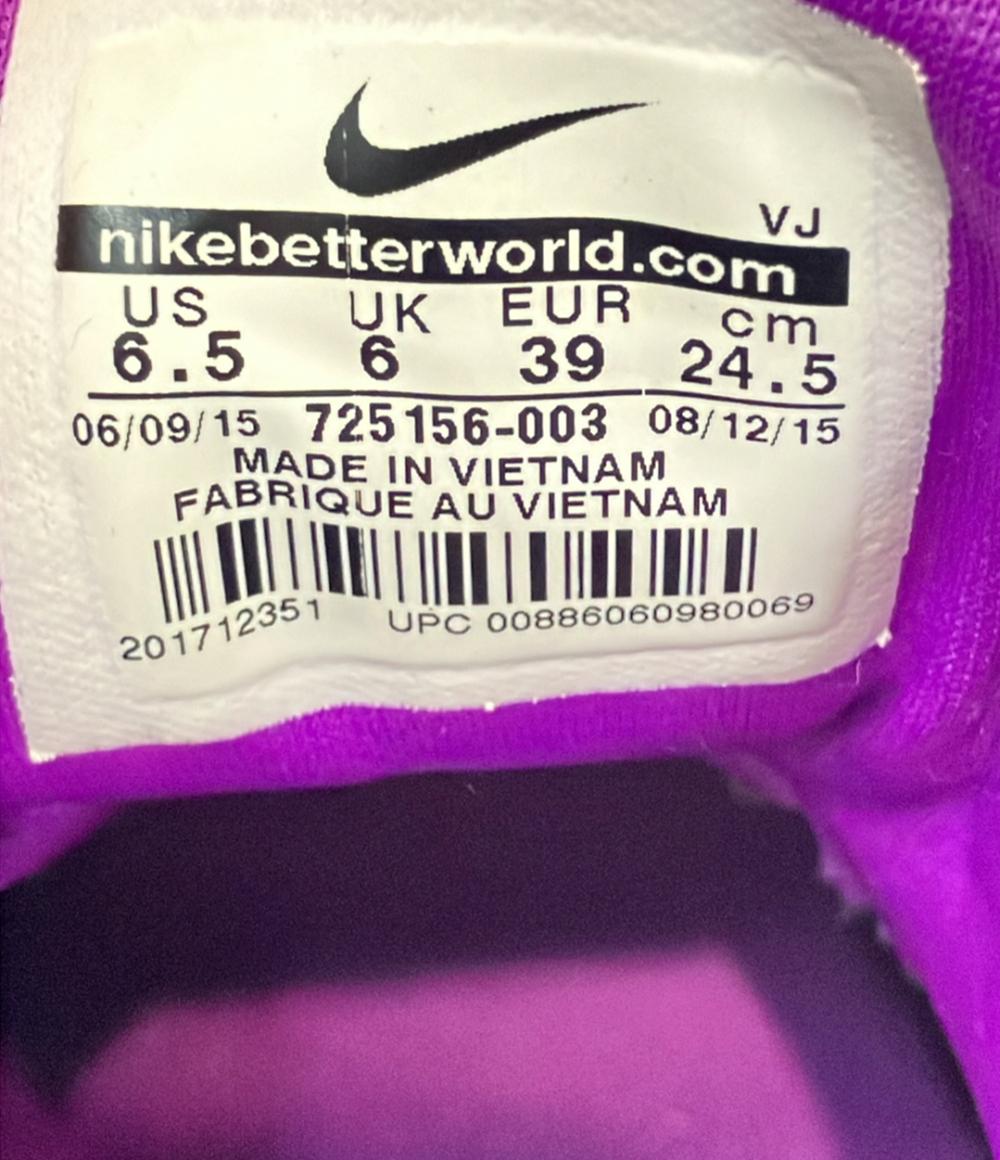 VJ
nikebetterworld.com
US UK EUR cm
6.5 6 39 24.5
06/09/15 725156-003 08/12/15
MADE IN VIETNAM
FABRIQUE AU VIETNAM
201712351 UPC 00886060980069